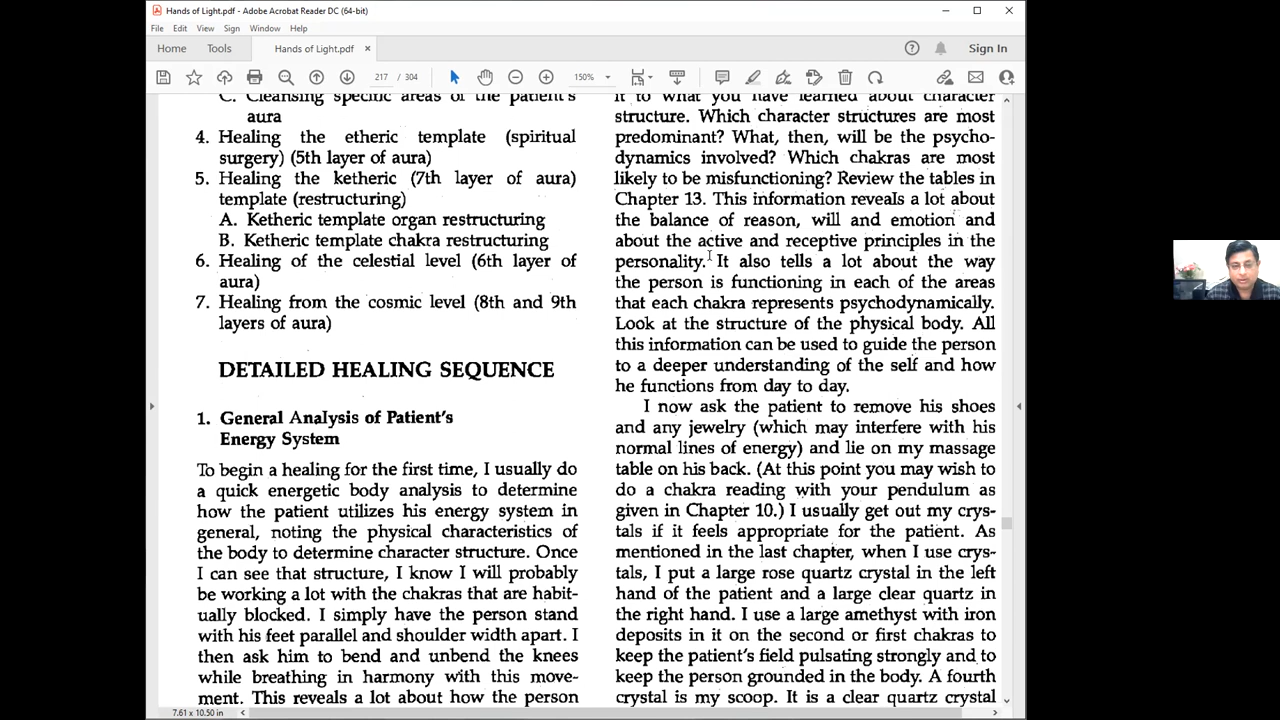 Hands of Light.pdf - Adobe Acrobat Reader DC (64-bit)
File Edit View Sign Window Help
Home Tools Hands of Light.pdf × Sign In
217 / 304 150%
C. Cleansing specific areas of the patient's
aura
4. Healing the etheric template (spiritual
surgery) (5th layer of aura)
5. Healing the ketheric (7th layer of aura)
template (restructuring)
A. Ketheric template organ restructuring
B. Ketheric template chakra restructuring
6. Healing of the celestial level (6th layer of
aura)
7. Healing from the cosmic level (8th and 9th
layers of aura)
DETAILED HEALING SEQUENCE
1. General Analysis of Patient's
Energy System
To begin a healing for the first time, I usually do
a quick energetic body analysis to determine
how the patient utilizes his energy system in
general, noting the physical characteristics of
the body to determine character structure. Once
I can see that structure, I know I will probably
be working a lot with the chakras that are habit-
ually blocked. I simply have the person stand
with his feet parallel and shoulder width apart. I
then ask him to bend and unbend the knees
while breathing in harmony with this move-
ment. This reveals a lot about how the person
it to what you have learned about character
structure. Which character structures are most
predominant? What, then, will be the psycho-
dynamics involved? Which chakras are most
likely to be misfunctioning? Review the tables in
Chapter 13. This information reveals a lot about
the balance of reason, will and emotion and
about the active and receptive principles in the
personality. It also tells a lot about the way
the person is functioning in each of the areas
that each chakra represents psychodynamically.
Look at the structure of the physical body. All
this information can be used to guide the person
to a deeper understanding of the self and how
he functions from day to day.
I now ask the patient to remove his shoes
and any jewelry (which may interfere with his
normal lines of energy) and lie on my massage
table on his back. (At this point you may wish to
do a chakra reading with your pendulum as
given in Chapter 10.) I usually get out my crys-
tals if it feels appropriate for the patient. As
mentioned in the last chapter, when I use crys-
tals, I put a large rose quartz crystal in the left
hand of the patient and a large clear quartz in
the right hand. I use a large amethyst with iron
deposits in it on the second or first chakras to
keep the patient's field pulsating strongly and to
keep the person grounded in the body. A fourth
crystal is my scoop. It is a clear quartz crystal
7.61 x 10.50 in